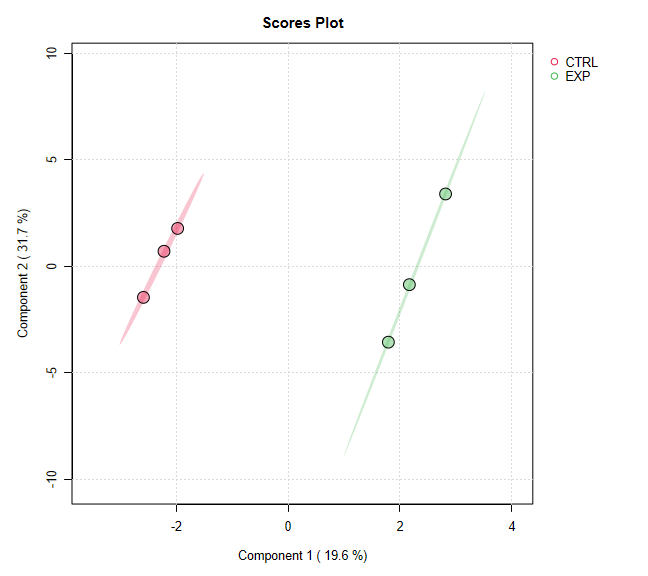 Scores Plot
CTRL
EXP
10
5
0
-5
-10
Component 2 ( 31.7 %)
-2 0 2 4
Component 1 ( 19.6 %)